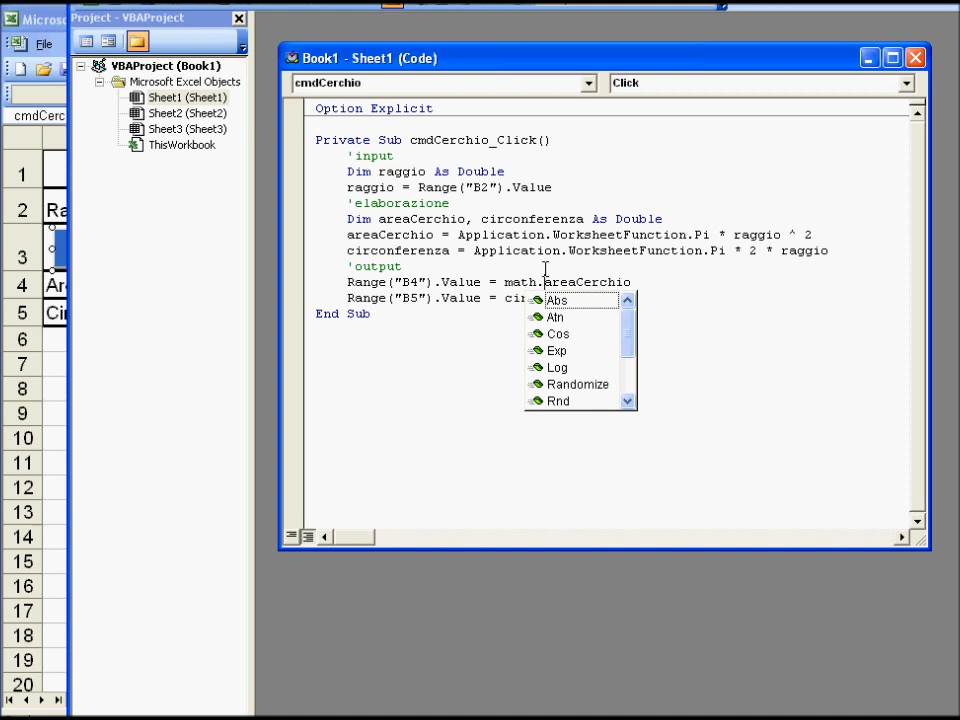 Micros
File
cmdCerc
1
2 Ra
3
4 Ar
5 Cir
6
7
8
9
10
11
12
13
14
15
16
17
18
19
20
Project - VBAProject
VBAProject (Book1)
Microsoft Excel Objects
Sheet1 (Sheet1)
Sheet2 (Sheet2)
Sheet3 (Sheet3)
ThisWorkbook
Book1 - Sheet1 (Code)
cmdCerchio Click
Option Explicit
Private Sub cmdCerchio_Click()
'input
Dim raggio As Double
raggio = Range("B2").Value
'elaborazione
Dim areaCerchio, circonferenza As Double
areaCerchio = Application.WorksheetFunction.Pi * raggio ^ 2
circonferenza = Application.WorksheetFunction.Pi * 2 * raggio
'output
Range("B4").Value = math.areaCerchio
Range("B5").Value = cir
End Sub
Abs
Atn
Cos
Exp
Log
Randomize
Rnd